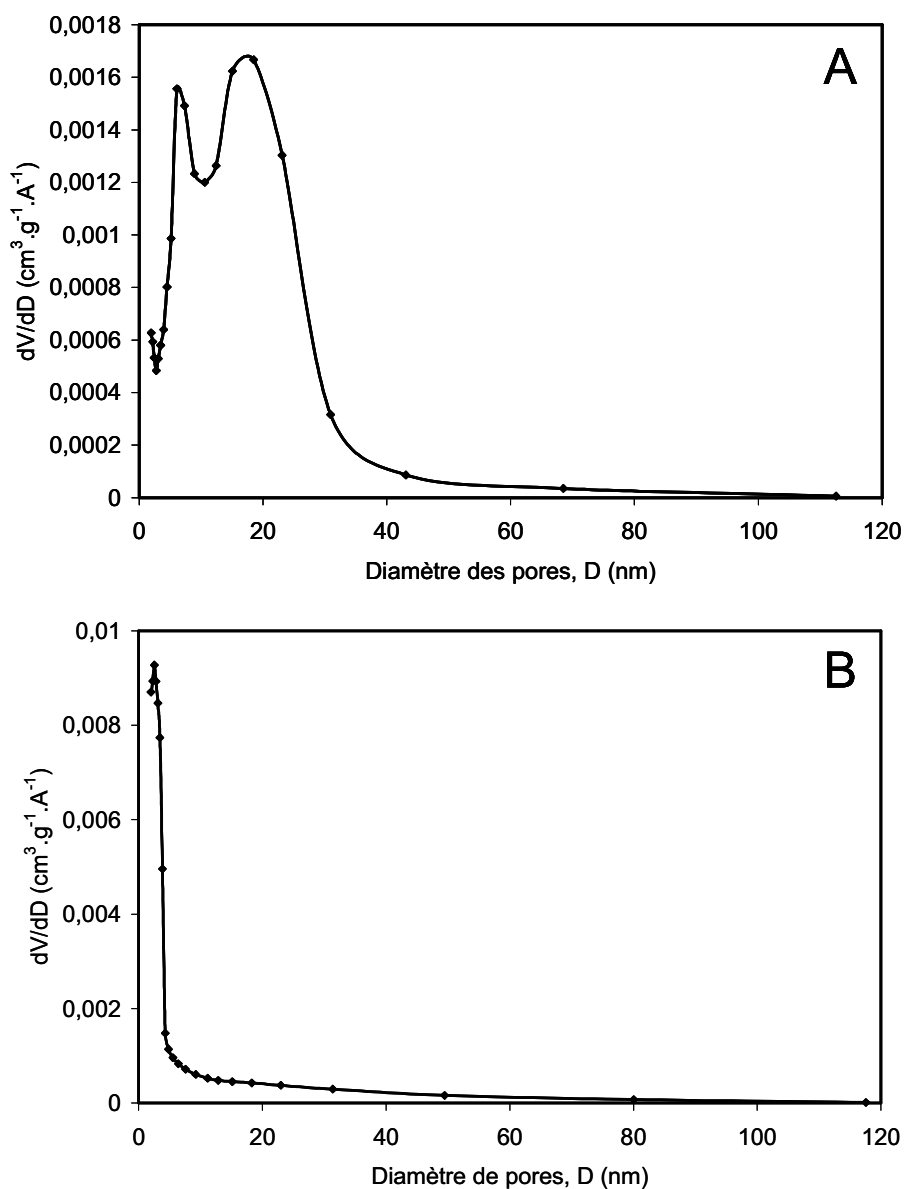 A
dV/dD (cm³.g⁻¹.A⁻¹)
0,0018
0,0016
0,0014
0,0012
0,001
0,0008
0,0006
0,0004
0,0002
0
0 20 40 60 80 100 120
Diamètre des pores, D (nm)
B
dV/dD (cm³.g⁻¹.A⁻¹)
0,01
0,008
0,006
0,004
0,002
0
0 20 40 60 80 100 120
Diamètre de pores, D (nm)